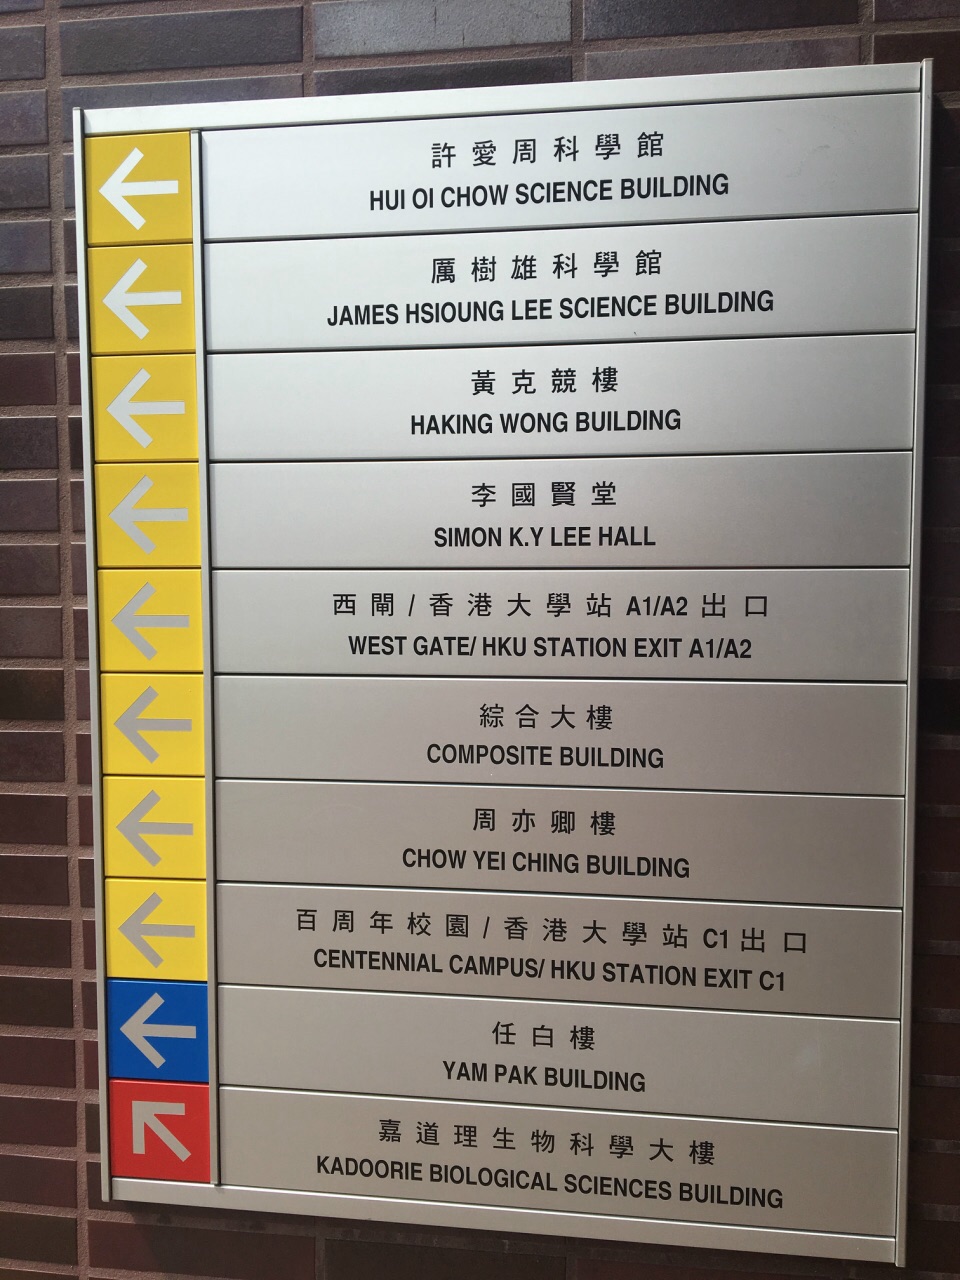 許愛周科學館
HUI OI CHOW SCIENCE BUILDING
厲樹雄科學館
JAMES HSIOUNG LEE SCIENCE BUILDING
黃克競樓
HAKING WONG BUILDING
李國賢堂
SIMON K.Y LEE HALL
西閘/香港大學站 A1/A2 出口
WEST GATE/ HKU STATION EXIT A1/A2
綜合大樓
COMPOSITE BUILDING
周亦卿樓
CHOW YEI CHING BUILDING
百周年校園/香港大學站 C1出口
CENTENNIAL CAMPUS/ HKU STATION EXIT C1
任白樓
YAM PAK BUILDING
嘉道理生物科學大樓
KADOORIE BIOLOGICAL SCIENCES BUILDING